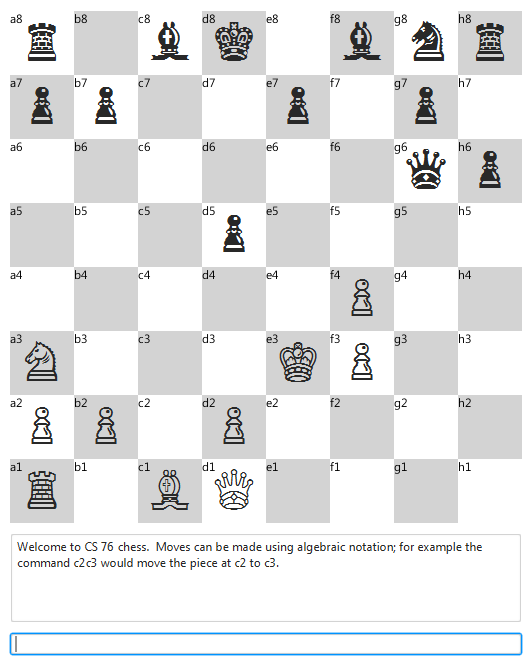 a8 b8 c8 d8 e8 f8 g8 h8
a7 b7 c7 d7 e7 f7 g7 h7
a6 b6 c6 d6 e6 f6 g6 h6
a5 b5 c5 d5 e5 f5 g5 h5
a4 b4 c4 d4 e4 f4 g4 h4
a3 b3 c3 d3 e3 f3 g3 h3
a2 b2 c2 d2 e2 f2 g2 h2
a1 b1 c1 d1 e1 f1 g1 h1
Welcome to CS 76 chess.  Moves can be made using algebraic notation; for example the
command c2c3 would move the piece at c2 to c3.